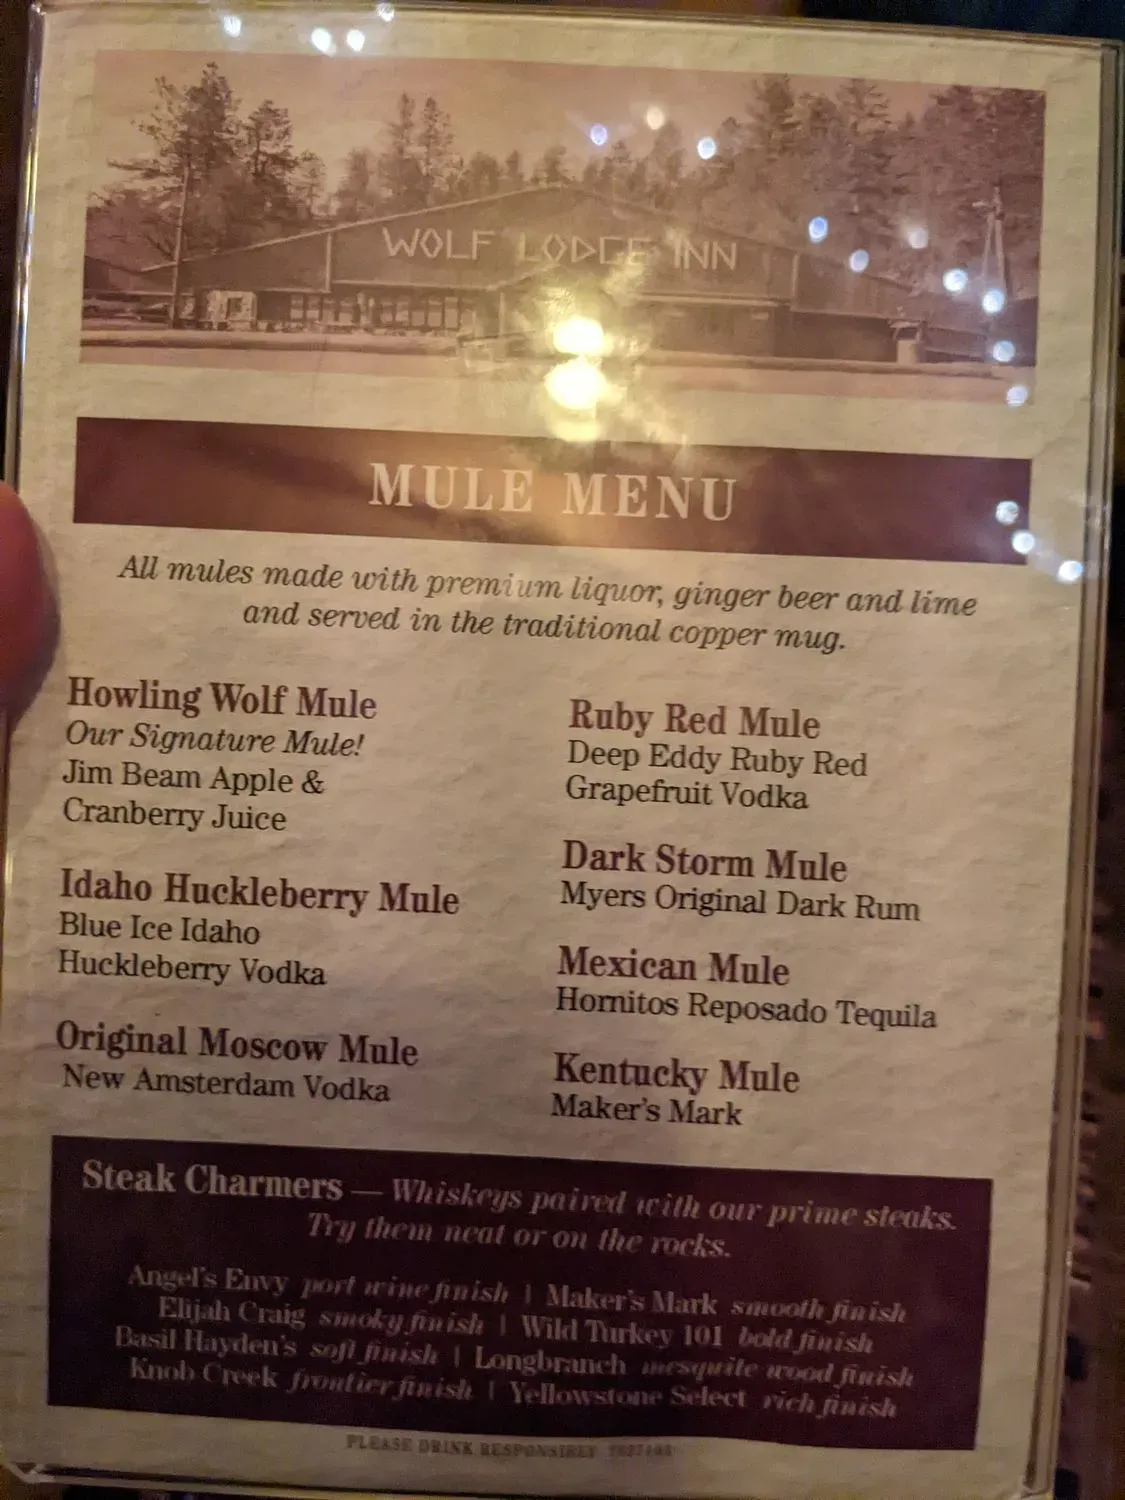 WOLF LODGE INN
MULE MENU
All mules made with premium liquor, ginger beer and lime
and served in the traditional copper mug.
Howling Wolf Mule
Our Signature Mule!
Jim Beam Apple &
Cranberry Juice
Idaho Huckleberry Mule
Blue Ice Idaho
Huckleberry Vodka
Original Moscow Mule
New Amsterdam Vodka
Ruby Red Mule
Deep Eddy Ruby Red
Grapefruit Vodka
Dark Storm Mule
Myers Original Dark Rum
Mexican Mule
Hornitos Reposado Tequila
Kentucky Mule
Maker's Mark
Steak Charmers — Whiskeys paired with our prime steaks.
Try them neat or on the rocks.
Angel's Envy port wine finish | Maker's Mark smooth finish
Elijah Craig smoky finish | Wild Turkey 101 bold finish
Basil Hayden's soft finish | Longbranch mesquite wood finish
Knob Creek frontier finish | Yellowstone Select rich finish
PLEASE DRINK RESPONSIBLY